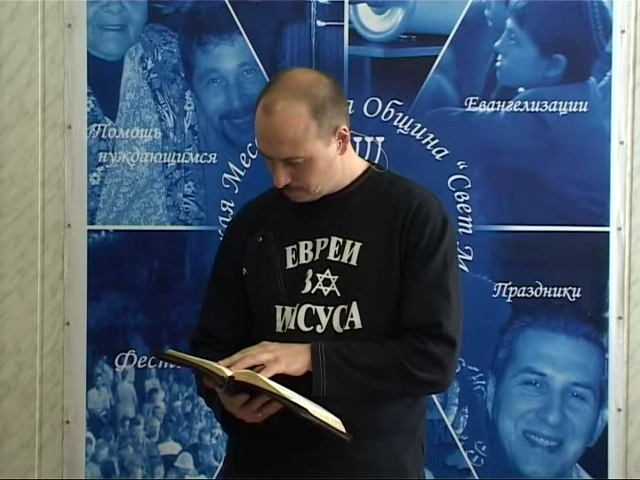 Евангелизации
Помощь
нуждающимся
Община "Свет
ЕВРЕИ
ЗА
ИИСУСА
Праздники